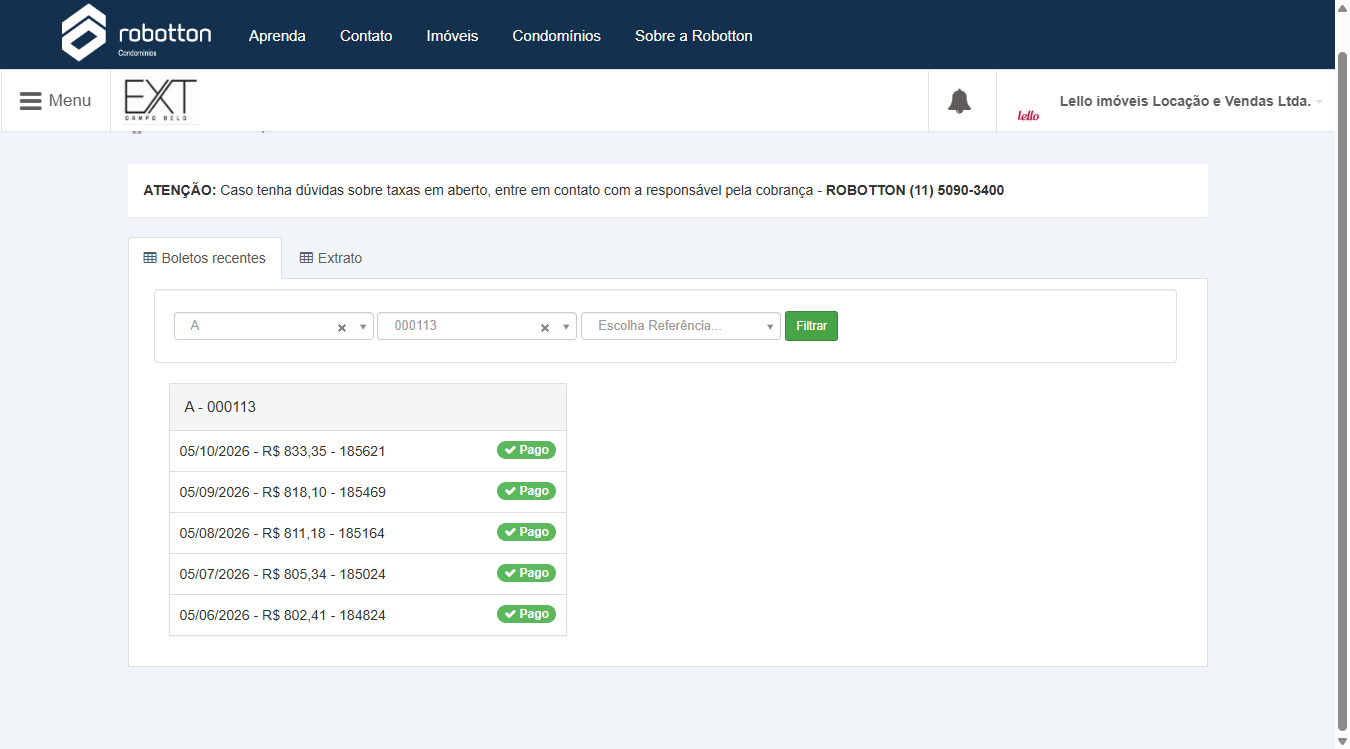 robotton
Condomínios
Aprenda
Contato
Imóveis
Condomínios
Sobre a Robotton
Menu
EXT
CAMPO BELO
lello
Lello imóveis Locação e Vendas Ltda.
ATENÇÃO: Caso tenha dúvidas sobre taxas em aberto, entre em contato com a responsável pela cobrança - ROBOTTON (11) 5090-3400
Boletos recentes
Extrato
A
000113
Escolha Referência...
Filtrar
A - 000113
05/10/2026 - R$ 833,35 - 185621
Pago
05/09/2026 - R$ 818,10 - 185469
Pago
05/08/2026 - R$ 811,18 - 185164
Pago
05/07/2026 - R$ 805,34 - 185024
Pago
05/06/2026 - R$ 802,41 - 184824
Pago